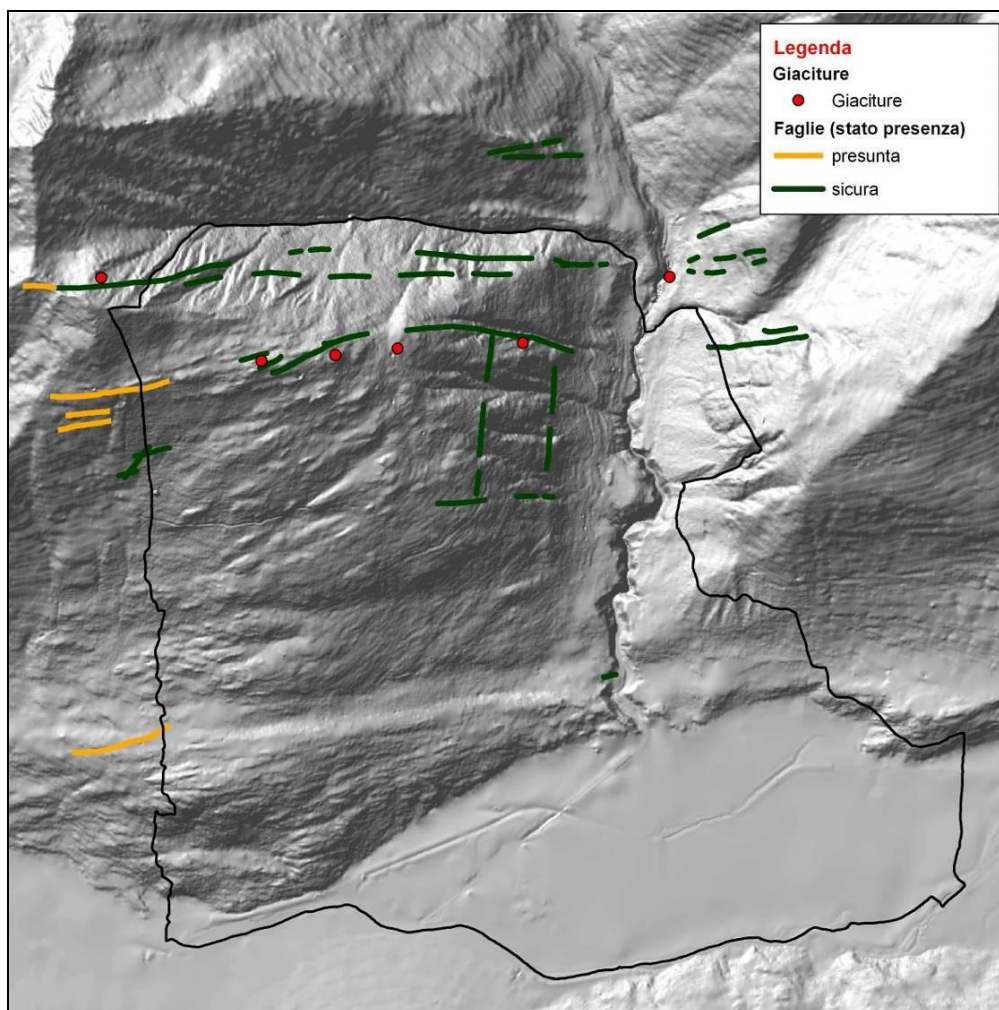 Legenda
Giaciture
Giaciture
Faglie (stato presenza)
presunta
sicura